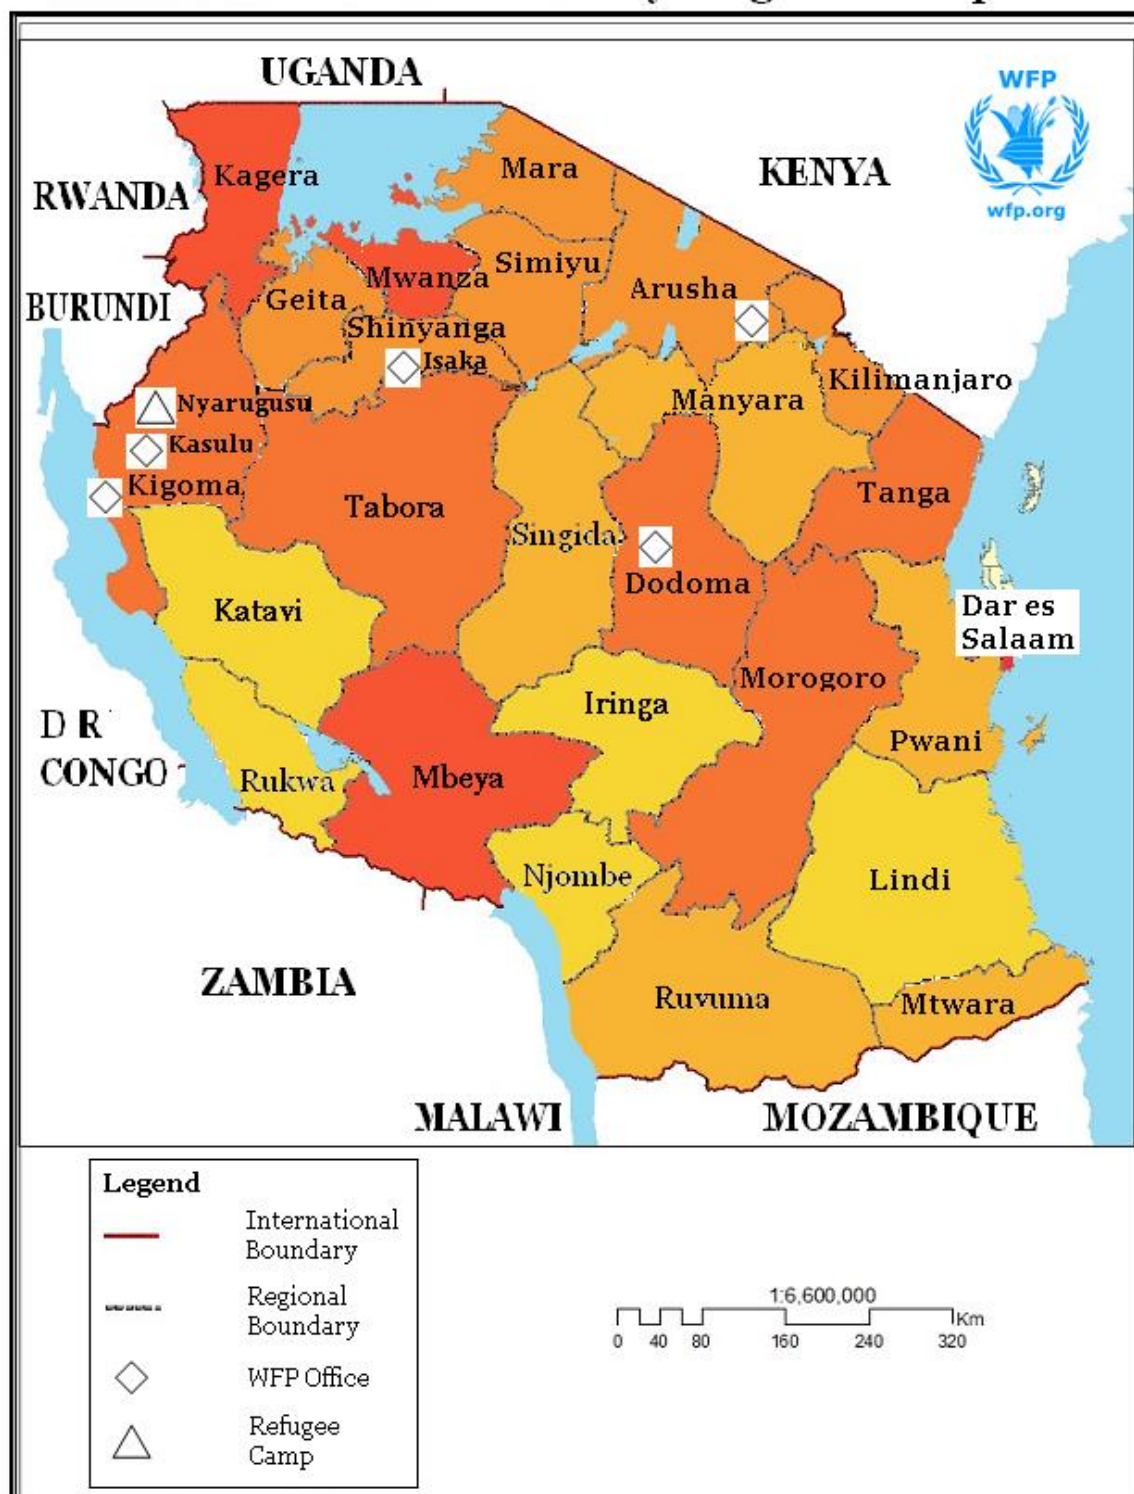 UGANDA
WFP
wfp.org
KENYA
RWANDA
Kagera
Mara
BURUNDI
Mwanza
Simiyu
Geita
Arusha
Shinyanga
Isaka
Kilimanjaro
Nyarugusu
Manyara
Kasulu
Kigoma
Tanga
Tabora
Singida
Dodoma
Katavi
Dar es
Salaam
Morogoro
Iringa
D R
CONGO
Pwani
Rukwa
Mbeya
Njombe
Lindi
ZAMBIA
Ruvuma
Mtwara
MALAWI
MOZAMBIQUE
Legend
International
Boundary
Regional
Boundary
WFP Office
Refugee
Camp
1:6,600,000
Km
0 40 80 160 240 320